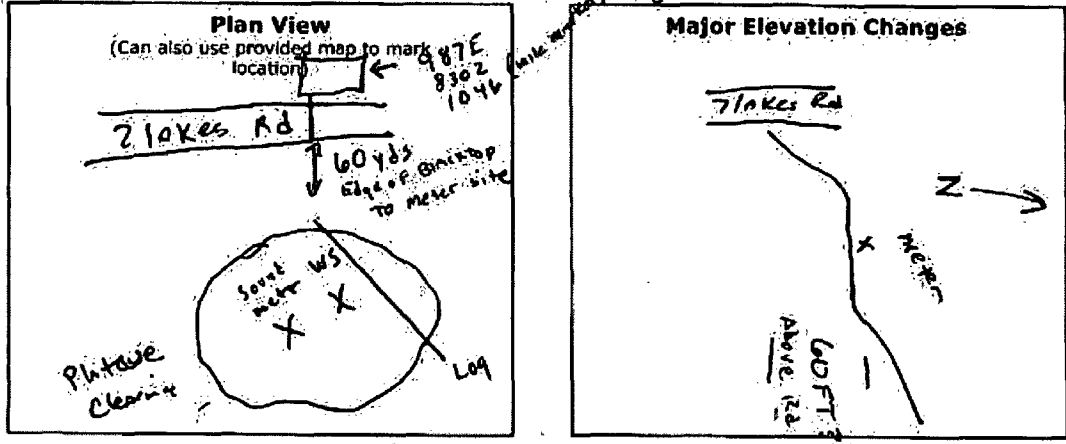 Plan View
(Can also use provided map to mark
location)
987E
8302
1046
7 lakes Rd
60 yds
Edge of Blacktop
To meter site
Sound
meter
WS
X
X
Log
Plateue
Clearing
Major Elevation Changes
7 lakes Rd
N
X
meter
60 FT
Above Rd